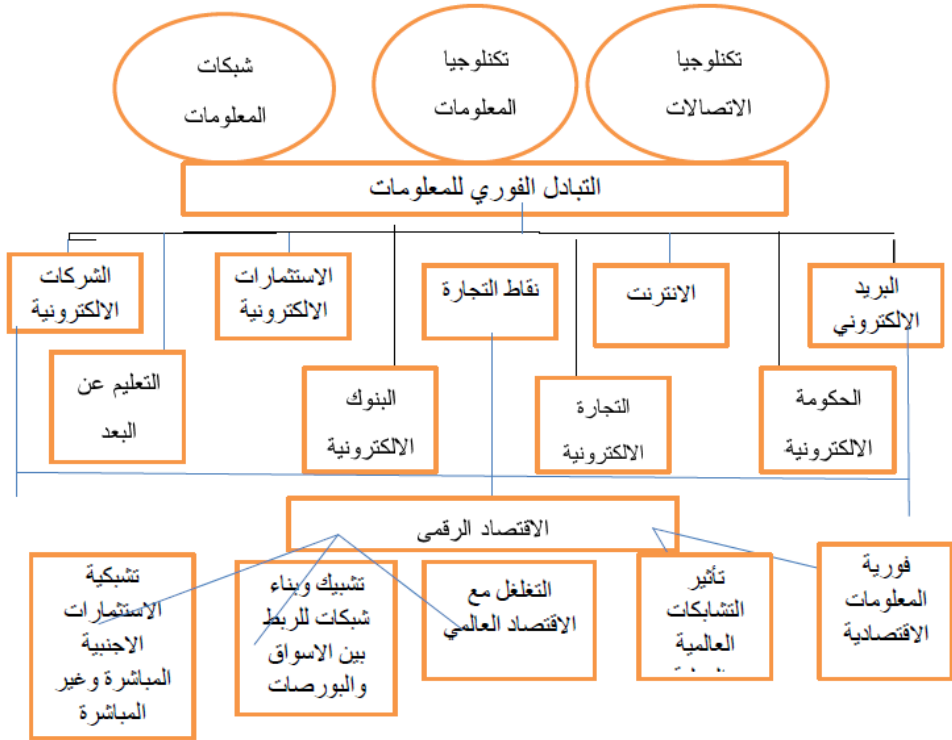 تكنلوجيا
الاتصالات
تكنلوجيا
المعلومات
شبكات
المعلومات
التبادل الفوري للمعلومات
البريد
الالكتروني
الانترنت
نقاط التجارة
الاستثمارات
الالكترونية
الشركات
الالكترونية
الحكومة
الالكترونية
التجارة
الالكترونية
البنوك
الالكترونية
التعليم عن
البعد
الاقتصاد الرقمى
فورية
المعلومات
الاقتصادية
تأثير
التشابكات
العالمية
التغلغل مع
الاقتصاد العالمي
تشبيك وبناء
شبكات للربط
بين الاسواق
والبورصات
تشبكية
الاستثمارات
الاجنبية
المباشرة وغير
المباشرة